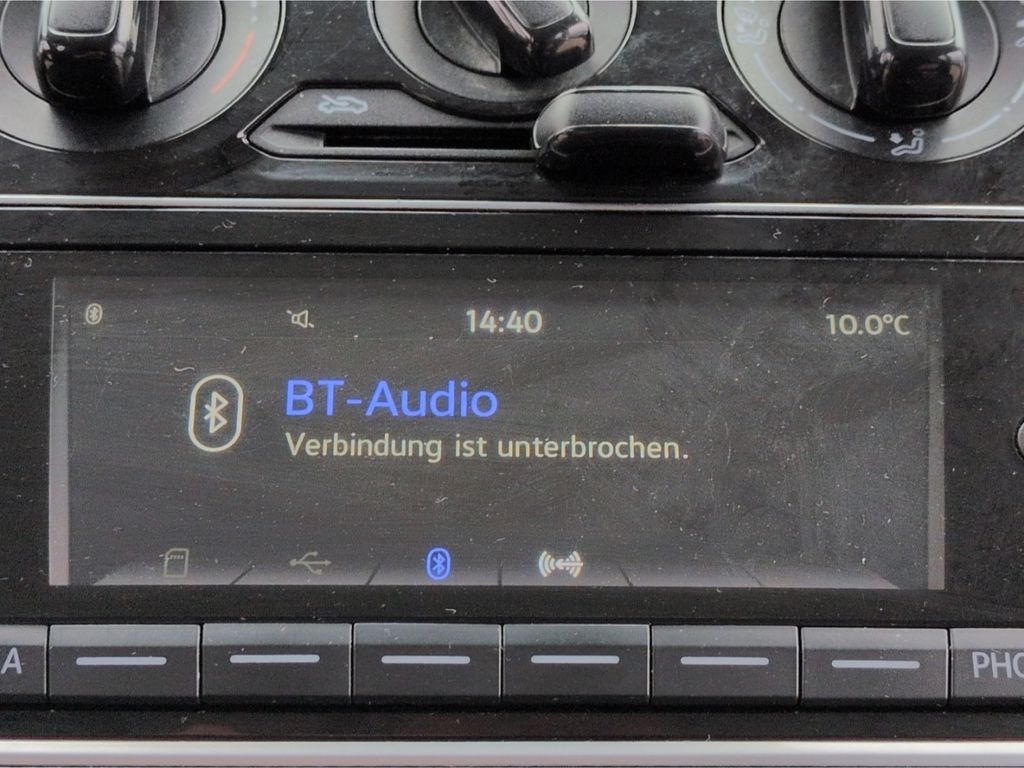 14:40
10.0°C
BT-Audio
Verbindung ist unterbrochen.
A
PHO